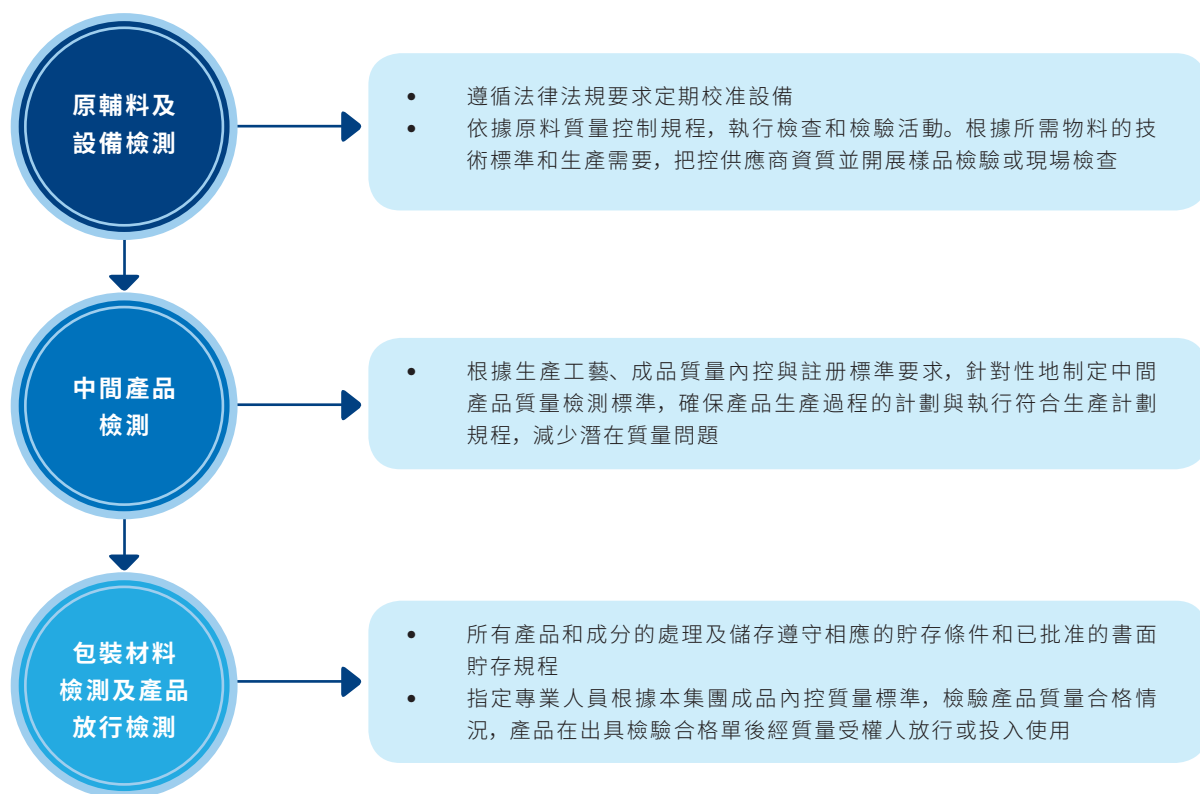 原輔料及
設備檢測
• 遵循法律法規要求定期校准設備
• 依據原料質量控制規程，執行檢查和檢驗活動。根據所需物料的技
術標準和生產需要，把控供應商資質並開展樣品檢驗或現場檢查
中間產品
檢測
• 根據生產工藝、成品質量內控與註册標準要求，針對性地制定中間
產品質量檢測標準，確保產品生產過程的計劃與執行符合生產計劃
規程，減少潛在質量問題
包裝材料
檢測及產品
放行檢測
• 所有產品和成分的處理及儲存遵守相應的貯存條件和已批准的書面
貯存規程
• 指定專業人員根據本集團成品內控質量標準，檢驗產品質量合格情
況，產品在出具檢驗合格單後經質量受權人放行或投入使用